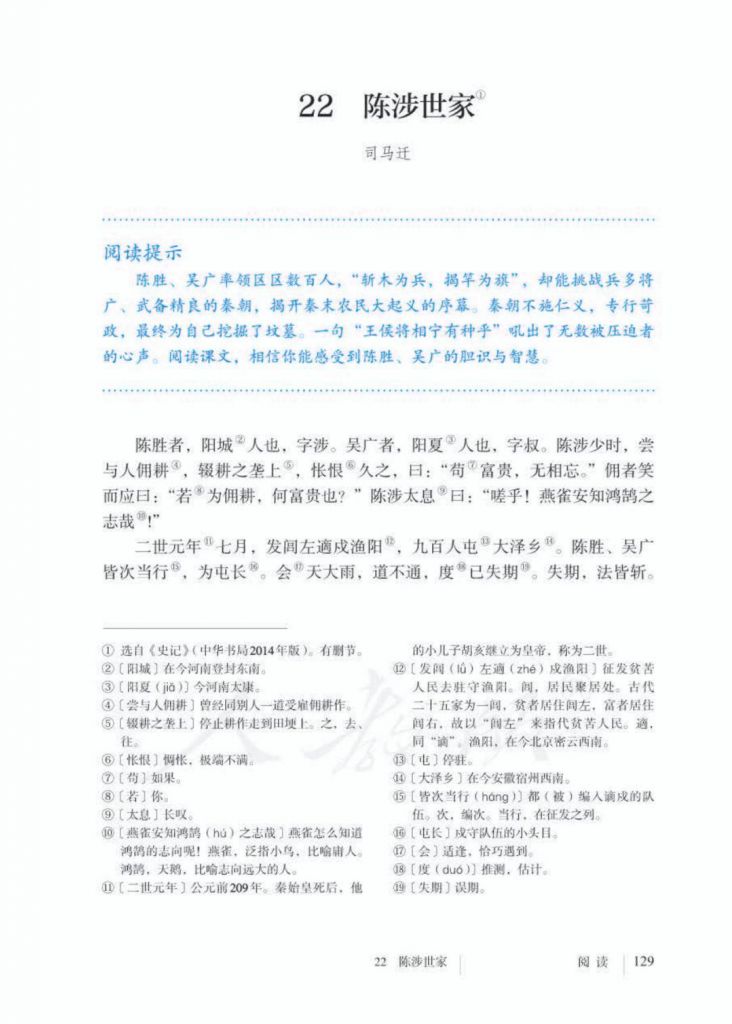 22 陈涉世家①
司马迁
阅读提示
陈胜、吴广率领区区数百人，“斩木为兵，揭竿为旗”，却能挑战兵多将
广、武备精良的秦朝，揭开秦末农民大起义的序幕。秦朝不施仁义，专行苛
政，最终为自己挖掘了坟墓。一句“王侯将相宁有种乎”吼出了无数被压迫者
的心声。阅读课文，相信你能感受到陈胜、吴广的胆识与智慧。
陈胜者，阳城②人也，字涉。吴广者，阳夏③人也，字叔。陈涉少时，尝
与人佣耕④，辍耕之垄上⑤，怅恨⑥久之，曰：“苟⑦富贵，无相忘。”佣者笑
而应曰：“若⑧为佣耕，何富贵也？”陈涉太息⑨曰：“嗟乎！燕雀安知鸿鹄之
志哉⑩！”
二世元年⑪七月，发闾左適戍渔阳⑫，九百人屯⑬大泽乡⑭。陈胜、吴广
皆次当行⑮，为屯长⑯。会⑰天大雨，道不通，度⑱已失期⑲。失期，法皆斩。
① 选自《史记》（中华书局2014年版）。有删节。
②〔阳城〕在今河南登封东南。
③〔阳夏（jiǎ）〕今河南太康。
④〔尝与人佣耕〕曾经同别人一道受雇佣耕作。
⑤〔辍耕之垄上〕停止耕作走到田埂上。之，去、
往。
⑥〔怅恨〕惆怅，极端不满。
⑦〔苟〕如果。
⑧〔若〕你。
⑨〔太息〕长叹。
⑩〔燕雀安知鸿鹄（hú）之志哉〕燕雀怎么知道
鸿鹄的志向呢！燕雀，泛指小鸟，比喻庸人。
鸿鹄，天鹅，比喻志向远大的人。
⑪〔二世元年〕公元前209年。秦始皇死后，他
的小儿子胡亥继立为皇帝，称为二世。
⑫〔发闾（lǘ）左適（zhé）戍渔阳〕征发贫苦
人民去驻守渔阳。闾，居民聚居处。古代
二十五家为一闾，贫者居住闾左，富者居住
闾右，故以“闾左”来指代贫苦人民。適，
同“谪”。渔阳，在今北京密云西南。
⑬〔屯〕停驻。
⑭〔大泽乡〕在今安徽宿州西南。
⑮〔皆次当行（háng）〕都（被）编入谪戍的队
伍。次，编次。当行，在征发之列。
⑯〔屯长〕戍守队伍的小头目。
⑰〔会〕适逢，恰巧遇到。
⑱〔度（duó）〕推测，估计。
⑲〔失期〕误期。
22 陈涉世家 阅读 129